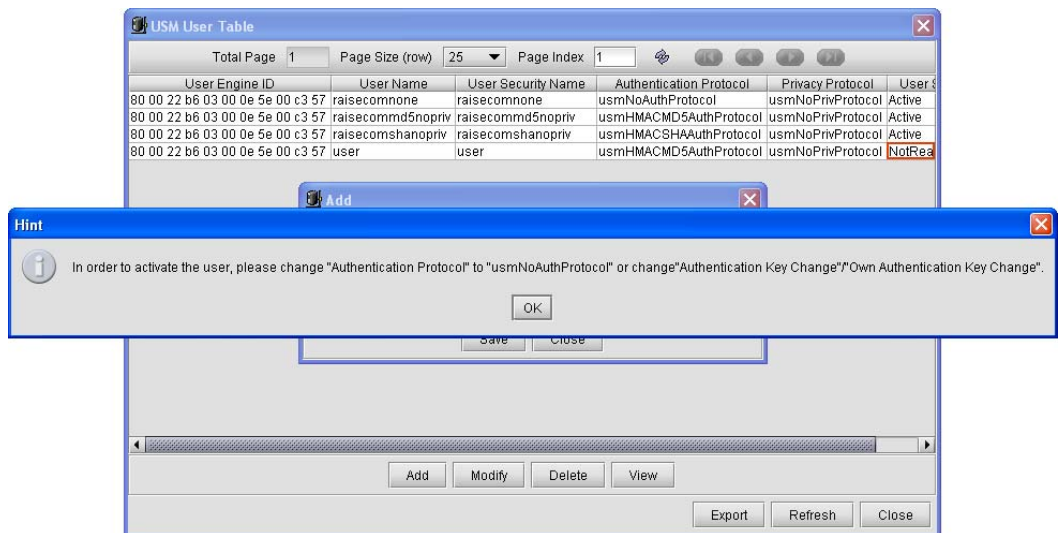 USM User Table
Total Page 1 Page Size (row) 25 Page Index 1
User Engine ID User Name User Security Name Authentication Protocol Privacy Protocol User
80 00 22 b6 03 00 0e 5e 00 c3 57 raisecomnone raisecomnone usmNoAuthProtocol usmNoPrivProtocol Active
80 00 22 b6 03 00 0e 5e 00 c3 57 raisecommd5nopriv raisecommd5nopriv usmHMACMD5AuthProtocol usmNoPrivProtocol Active
80 00 22 b6 03 00 0e 5e 00 c3 57 raisecomshanopriv raisecomshanopriv usmHMACSHAAuthProtocol usmNoPrivProtocol Active
80 00 22 b6 03 00 0e 5e 00 c3 57 user user usmHMACMD5AuthProtocol usmNoPrivProtocol NotRea
Add
Hint
In order to activate the user, please change "Authentication Protocol" to "usmNoAuthProtocol" or change"Authentication Key Change"/"Own Authentication Key Change".
OK
Save Close
Add Modify Delete View
Export Refresh Close